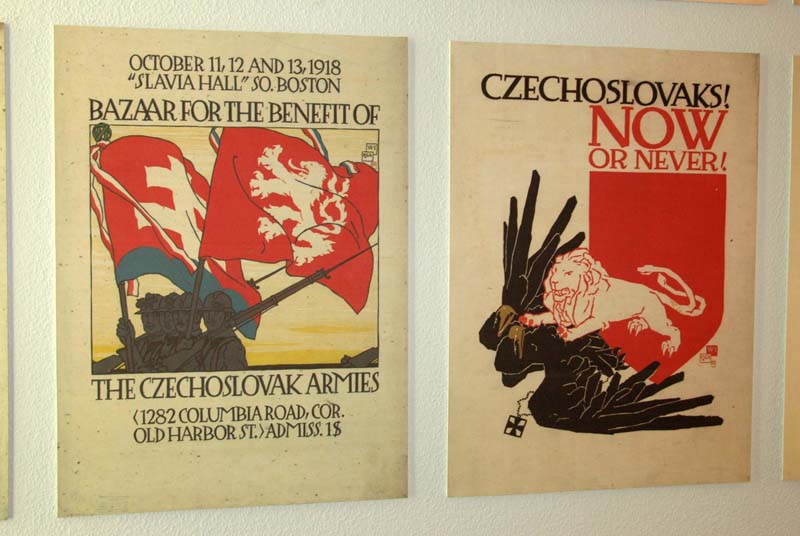 OCTOBER 11, 12 AND 13, 1918
"SLAVIA HALL" SO. BOSTON
BAZAAR FOR THE BENEFIT OF
THE CZECHOSLOVAK ARMIES
(1282 COLUMBIA ROAD, COR.
OLD HARBOR ST.) ADMISS. 1$
CZECHOSLOVAKS!
NOW
OR NEVER!